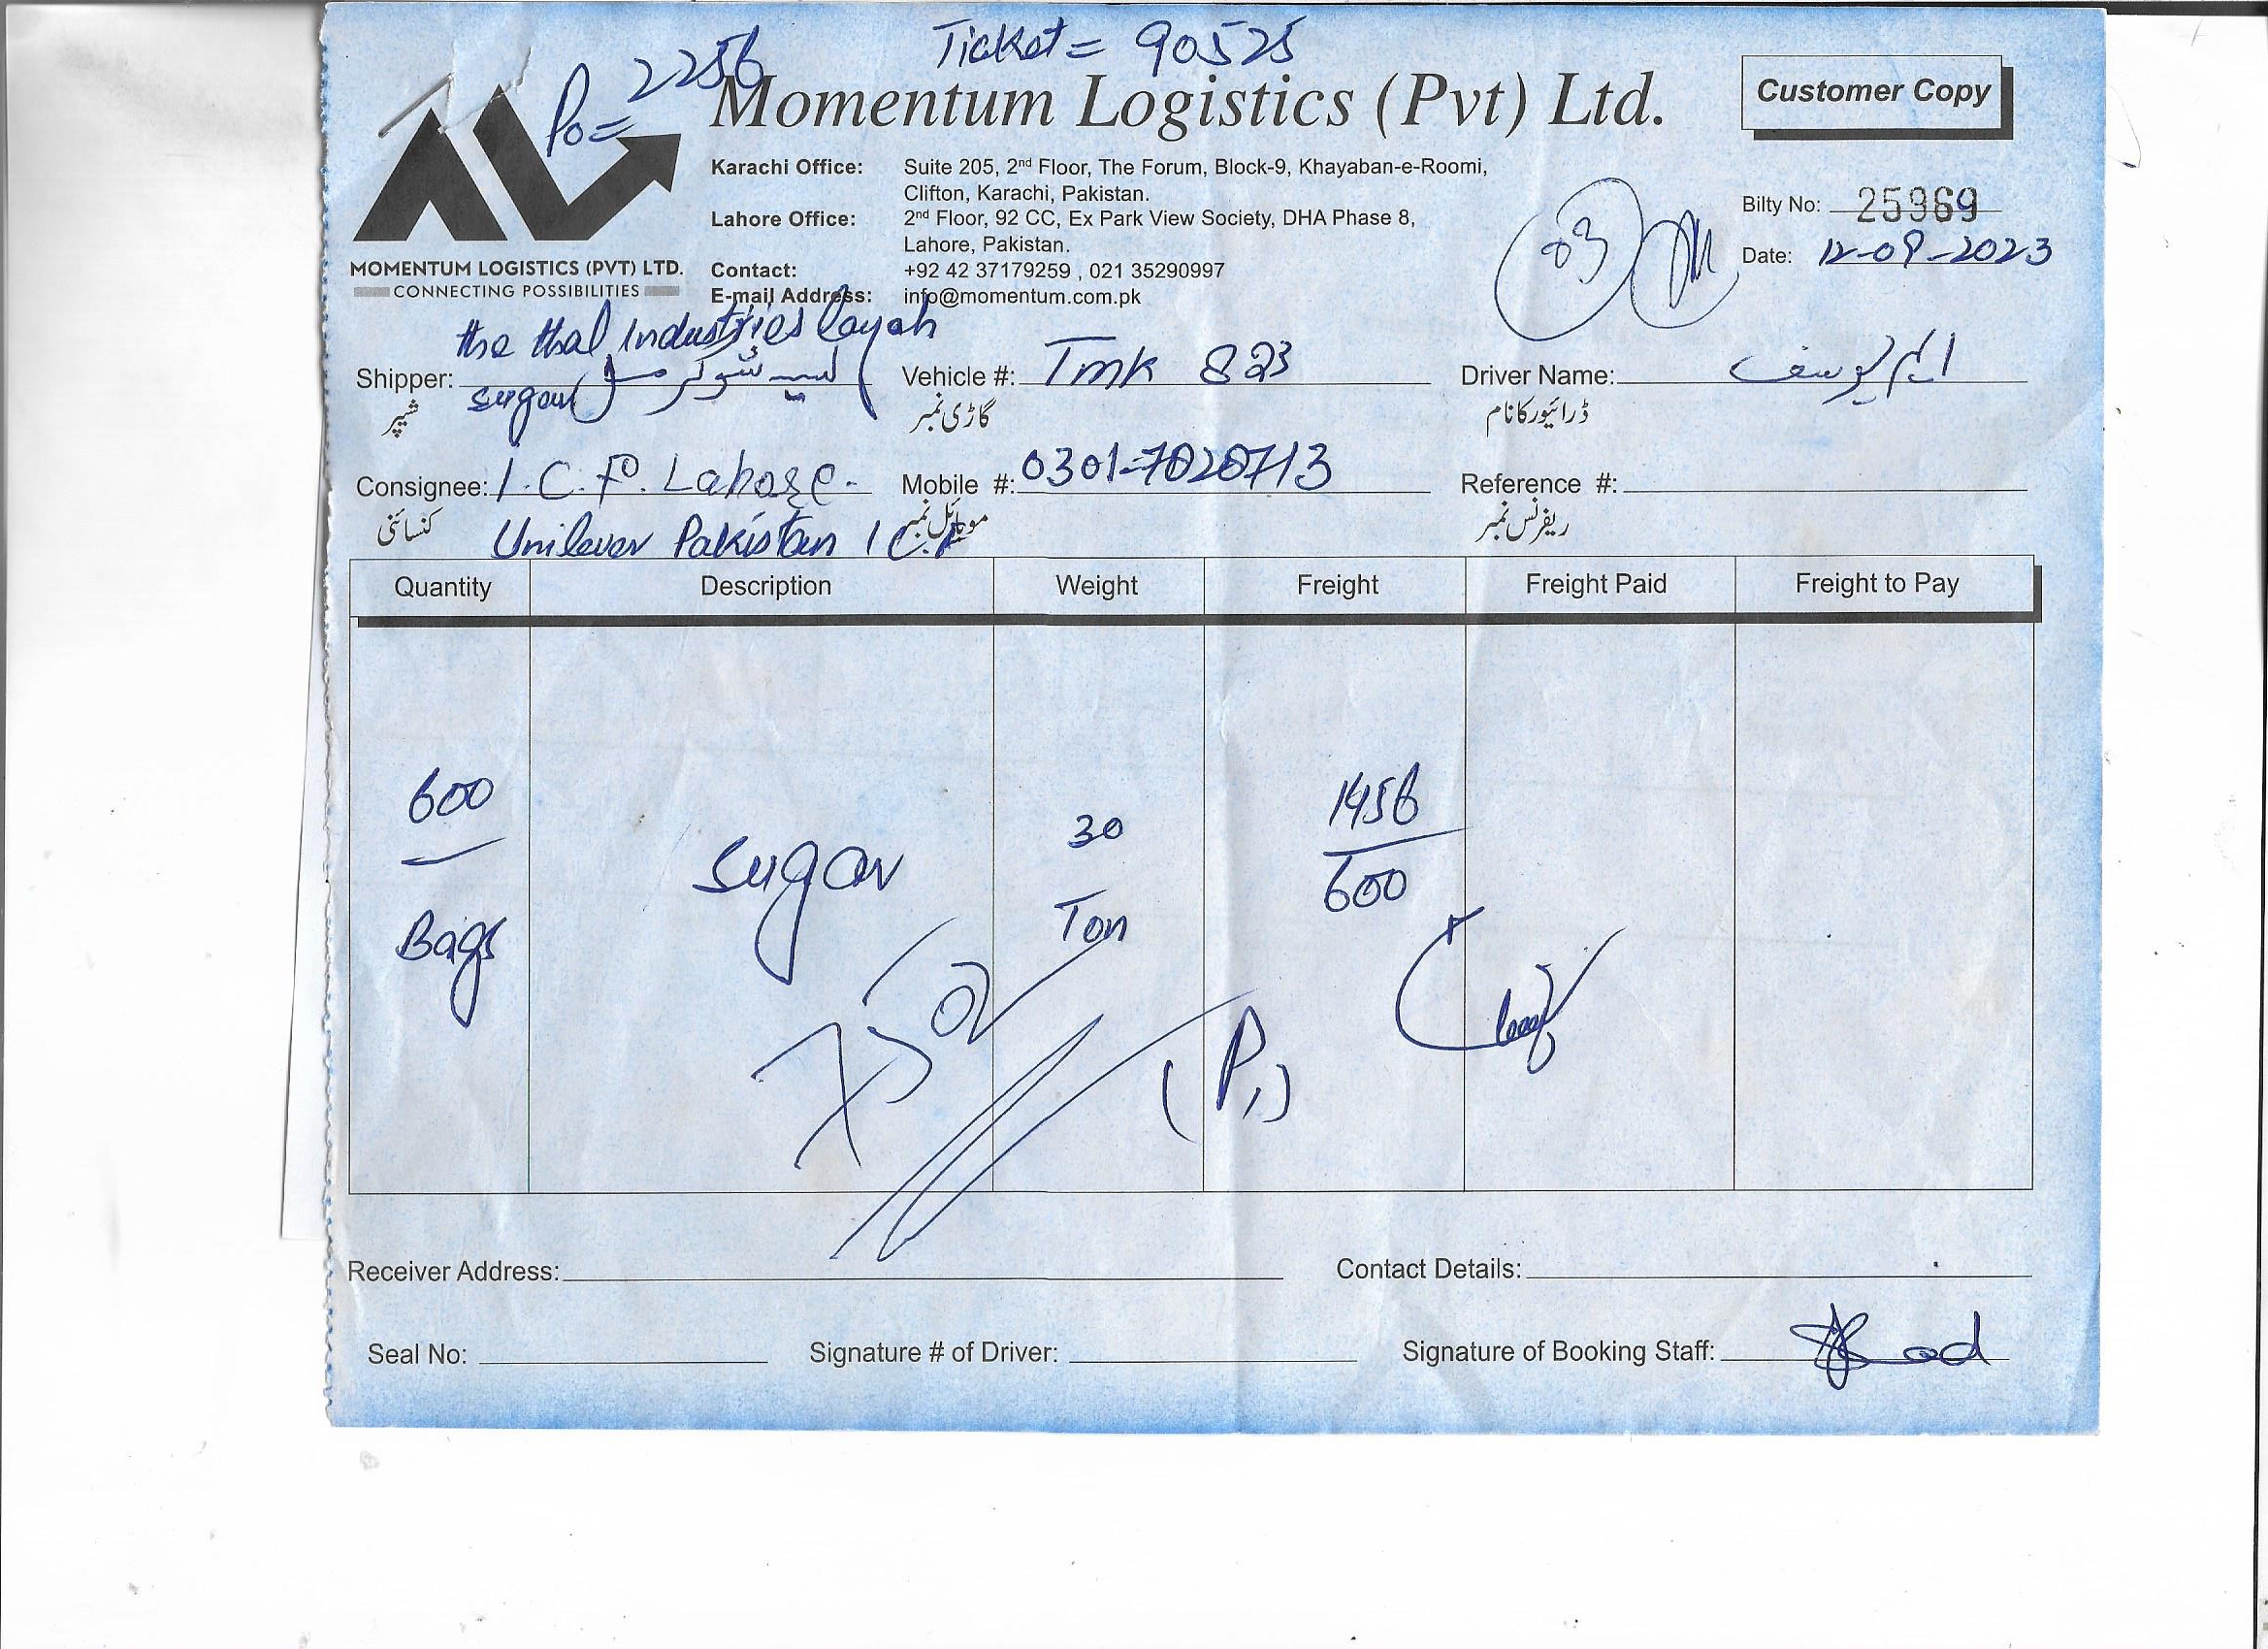 Ticket = 90525
Po = 2256
Momentum Logistics (Pvt) Ltd.
Customer Copy
Karachi Office: Suite 205, 2nd Floor, The Forum, Block-9, Khayaban-e-Roomi,
Clifton, Karachi, Pakistan.
Lahore Office: 2nd Floor, 92 CC, Ex Park View Society, DHA Phase 8,
Lahore, Pakistan.
Contact: +92 42 37179259 , 021 35290997
E-mail Address: info@momentum.com.pk
MOMENTUM LOGISTICS (PVT) LTD.
CONNECTING POSSIBILITIES
03
Bilty No: 25969
Date: 12-09-2023
the thal Industries layah
Shipper: sugar لیہ شوگر مل
شیپر
Vehicle #: Tmk 823
گاڑی نمبر
Driver Name: ایم یوسف
ڈرائیور کا نام
Consignee: I.C.F. Lahore.
کنسائنی
Unilever Pakistan I C.F
Mobile #: 0301-7020713
موبائل نمبر
Reference #:
ریفرنس نمبر
Quantity Description Weight Freight Freight Paid Freight to Pay
600 Bags sugar 30 Ton 1456/600
(P,)
Receiver Address: Contact Details:
Seal No: Signature # of Driver: Signature of Booking Staff: